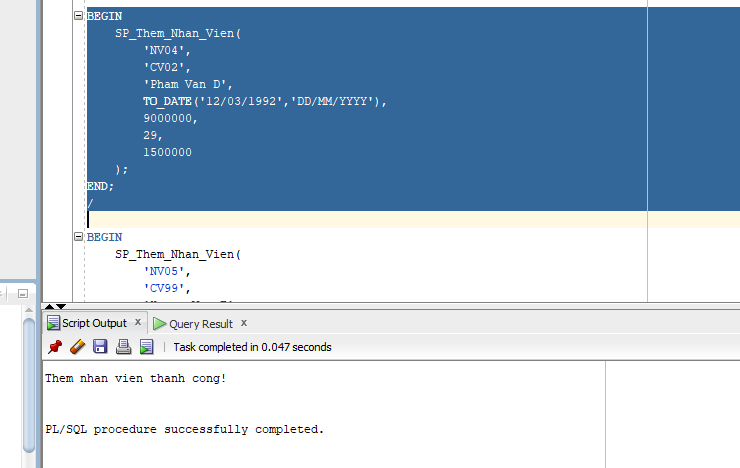 BEGIN
SP_Them_Nhan_Vien(
'NV04',
'CV02',
'Pham Van D',
TO_DATE('12/03/1992','DD/MM/YYYY'),
9000000,
29,
1500000
);
END;
/
BEGIN
SP_Them_Nhan_Vien(
'NV05',
'CV99',
Script Output x
Query Result x
Task completed in 0.047 seconds
Them nhan vien thanh cong!
PL/SQL procedure successfully completed.